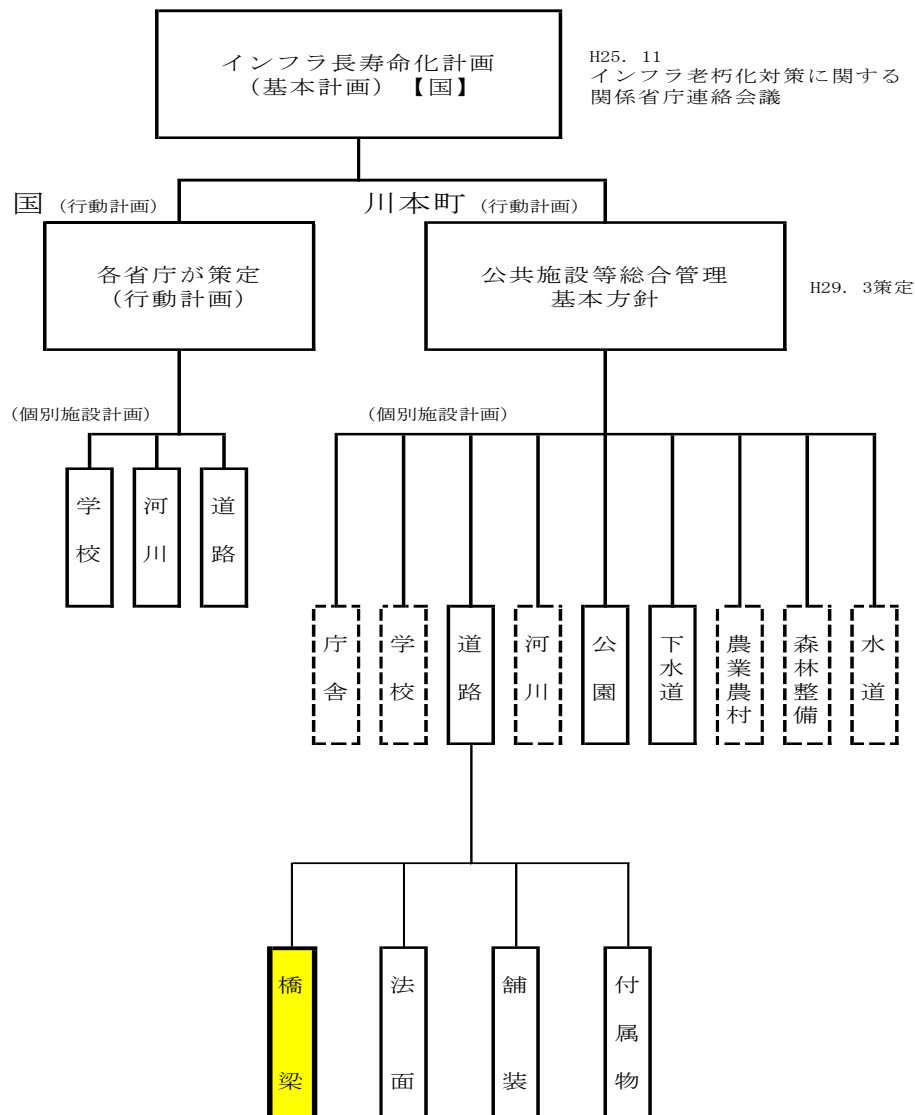 インフラ長寿命化計画
(基本計画)【国】
H25. 11
インフラ老朽化対策に関する
関係省庁連絡会議
国 (行動計画)
川本町 (行動計画)
各省庁が策定
(行動計画)
公共施設等総合管理
基本方針
H29. 3策定
(個別施設計画)
(個別施設計画)
学校
河川
道路
庁舎
学校
道路
河川
公園
下水道
農業農村
森林整備
水道
橋梁
法面
舗装
付属物